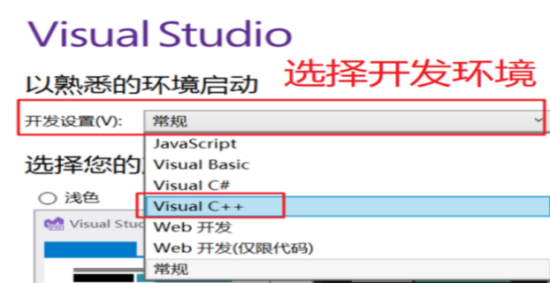 Visual Studio
以熟悉的环境启动
选择开发环境
开发设置(V): 常规
JavaScript
选择您的
Visual Basic
Visual C#
浅色
Visual C++
Visual Stud
Web 开发
Web 开发(仅限代码)
常规